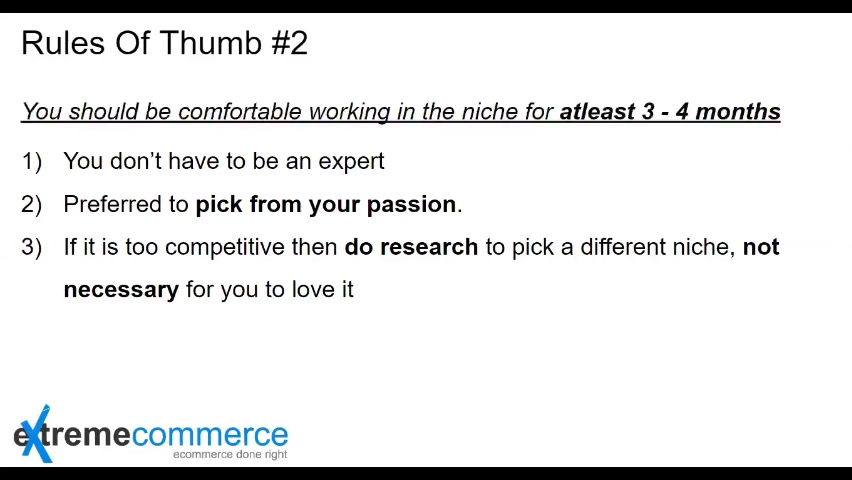 Rules Of Thumb #2
You should be comfortable working in the niche for atleast 3 - 4 months
1) You don’t have to be an expert
2) Preferred to pick from your passion.
3) If it is too competitive then do research to pick a different niche, not
necessary for you to love it
extremecommerce
ecommerce done right